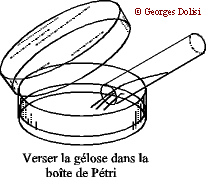 © Georges Dolisi
Verser la gélose dans la
boîte de Pétri